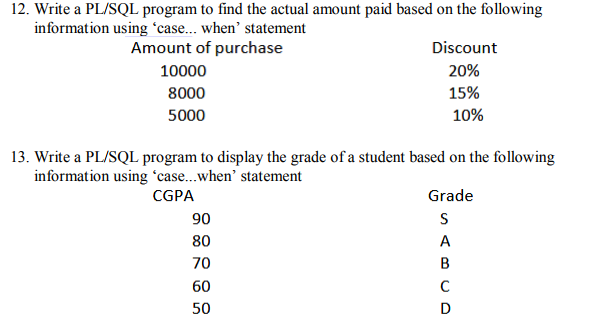 12. Write a PL/SQL program to find the actual amount paid based on the following
information using ‘case... when’ statement
Amount of purchase Discount
10000 20%
8000 15%
5000 10%
13. Write a PL/SQL program to display the grade of a student based on the following
information using ‘case...when’ statement
CGPA Grade
90 S
80 A
70 B
60 C
50 D